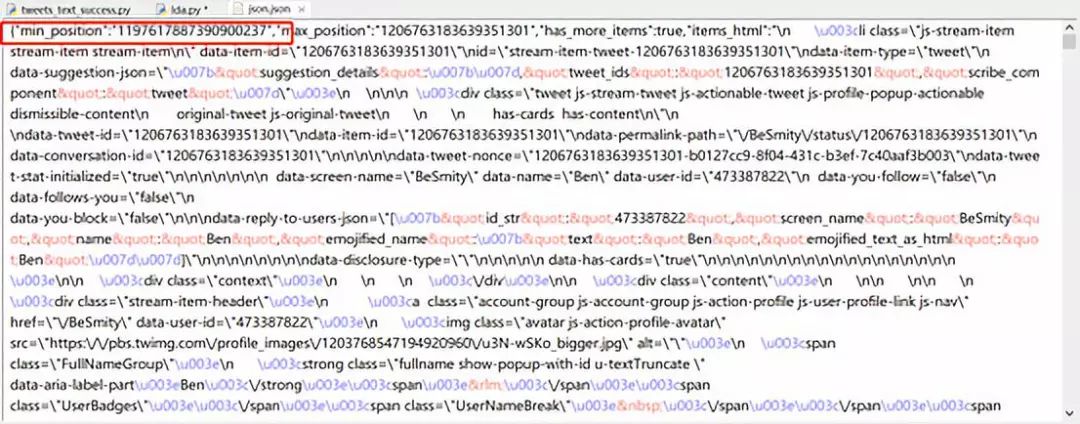 tweets_text_success.py lda.py * json.json
{"min_position":"1197617887390900237","max_position":"1206763183639351301","has_more_items":true,"items_html":"\n \u003cli class=\"js-stream-item
stream-item stream-item\n\" data-item-id=\"1206763183639351301\"\nid=\"stream-item-tweet-1206763183639351301\"\ndata-item-type=\"tweet\"\n
data-suggestion-json=\"\u007b&quot;suggestion_details&quot;:\u007b\u007d,&quot;tweet_ids&quot;:&quot;1206763183639351301&quot;,&quot;scribe_com
ponent&quot;:&quot;tweet&quot;\u007d\"\u003e\n \n\n\n \u003cdiv class=\"tweet js-stream-tweet js-actionable-tweet js-profile-popup-actionable
dismissible-content\n original-tweet js-original-tweet\n \n \n has-cards has-content\n\"\n
\ndata-tweet-id=\"1206763183639351301\"\ndata-item-id=\"1206763183639351301\"\ndata-permalink-path=\"\/BeSmity\/status\/1206763183639351301\"\n
data-conversation-id=\"1206763183639351301\"\n\n\n\n\ndata-tweet-nonce=\"1206763183639351301-b0127cc9-8f04-431c-b3ef-7c40aaf3b003\"\ndata-twee
t-stat-initialized=\"true\"\n\n\n\n\n\n\n data-screen-name=\"BeSmity\" data-name=\"Ben\" data-user-id=\"473387822\"\n data-you-follow=\"false\"\n
data-follows-you=\"false\"\n
data-you-block=\"false\"\n\n\ndata-reply-to-users-json=\"[\u007b&quot;id_str&quot;:&quot;473387822&quot;,&quot;screen_name&quot;:&quot;BeSmity&qu
ot;,&quot;name&quot;:&quot;Ben&quot;,&quot;emojified_name&quot;:\u007b&quot;text&quot;:&quot;Ben&quot;,&quot;emojified_text_as_html&quot;:&quo
t;Ben&quot;\u007d\u007d]\"\n\n\n\n\n\n\ndata-disclosure-type=\"\"\n\n\n\n\n data-has-cards=\"true\"\n\n\n\n\n\n\n\n\n\n\n\n\n\n\n\n
\u003e\n\n \u003cdiv class=\"context\"\u003e\n \n \n \u003c\/div\u003e\n\n \u003cdiv class=\"content\"\u003e\n \n\n \n\n \n \n
\u003cdiv class=\"stream-item-header\"\u003e\n \u003ca class=\"account-group js-account-group js-action-profile js-user-profile-link js-nav\"
href=\"\/BeSmity\" data-user-id=\"473387822\"\u003e\n \u003cimg class=\"avatar js-action-profile-avatar\"
src=\"https:\/\/pbs.twimg.com\/profile_images\/1203768547194920960\/u3N-wSKo_bigger.jpg\" alt=\"\"\u003e\n \u003cspan
class=\"FullNameGroup\"\u003e\n \u003cstrong class=\"fullname show-popup-with-id u-textTruncate \"
data-aria-label-part\u003eBen\u003c\/strong\u003e\u003cspan\u003e&rlm;\u003c\/span\u003e\u003cspan
class=\"UserBadges\"\u003e\u003c\/span\u003e\u003cspan class=\"UserNameBreak\"\u003e&nbsp;\u003c\/span\u003e\u003c\/span\u003e\u003cspan